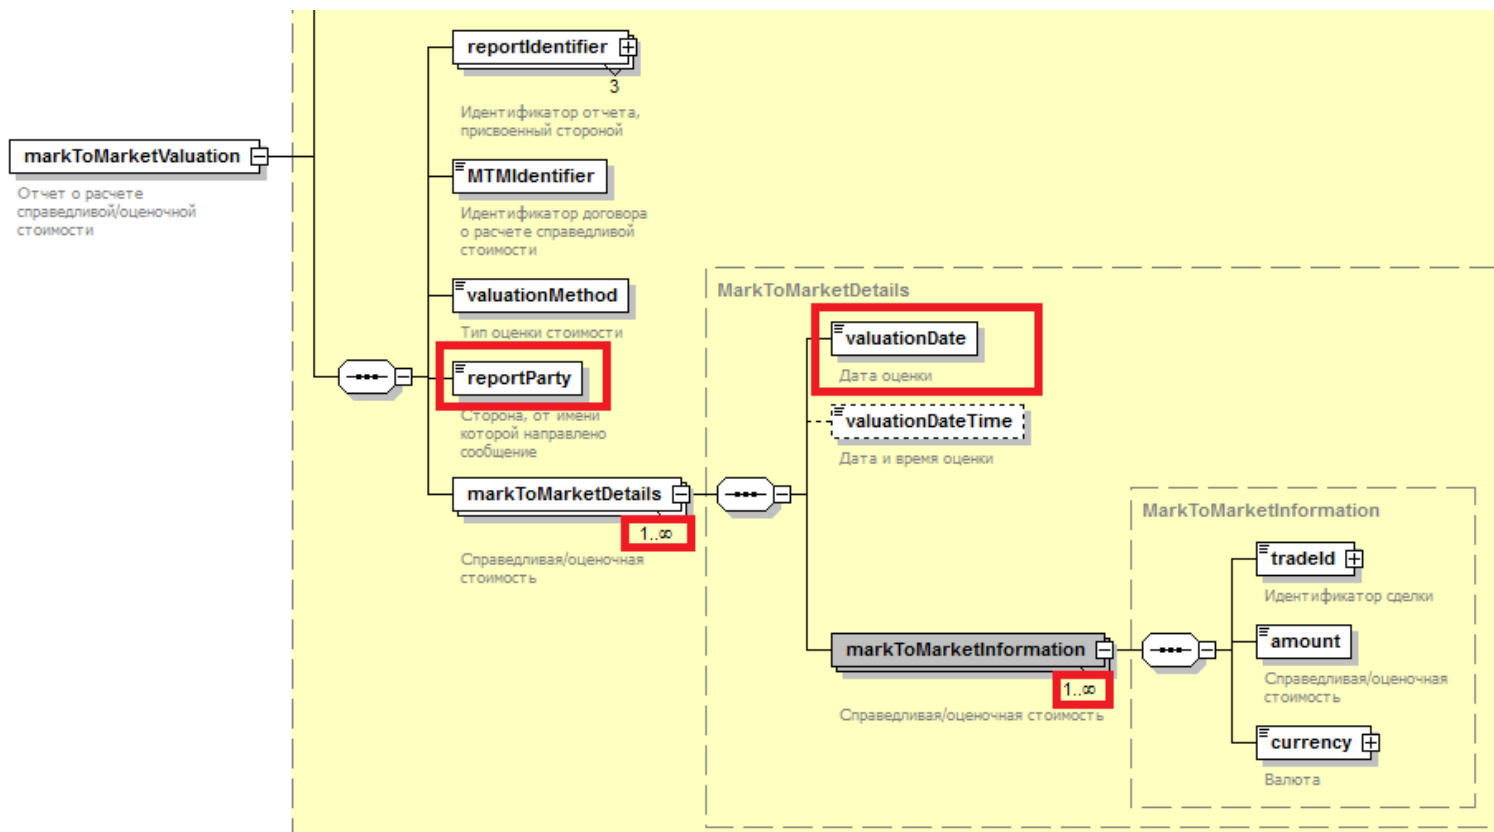 reportIdentifier
3
Идентификатор отчета,
присвоенный стороной
markToMarketValuation
Отчет о расчете
справедливой/оценочной
стоимости
MTMIdentifier
Идентификатор договора
о расчете справедливой
стоимости
valuationMethod
Тип оценки стоимости
reportParty
Сторона, от имени
которой направлено
сообщение
markToMarketDetails
1..∞
Справедливая/оценочная
стоимость
MarkToMarketDetails
valuationDate
Дата оценки
valuationDateTime
Дата и время оценки
markToMarketInformation
1..∞
Справедливая/оценочная стоимость
MarkToMarketInformation
tradeId
Идентификатор сделки
amount
Справедливая/оценочная
стоимость
currency
Валюта